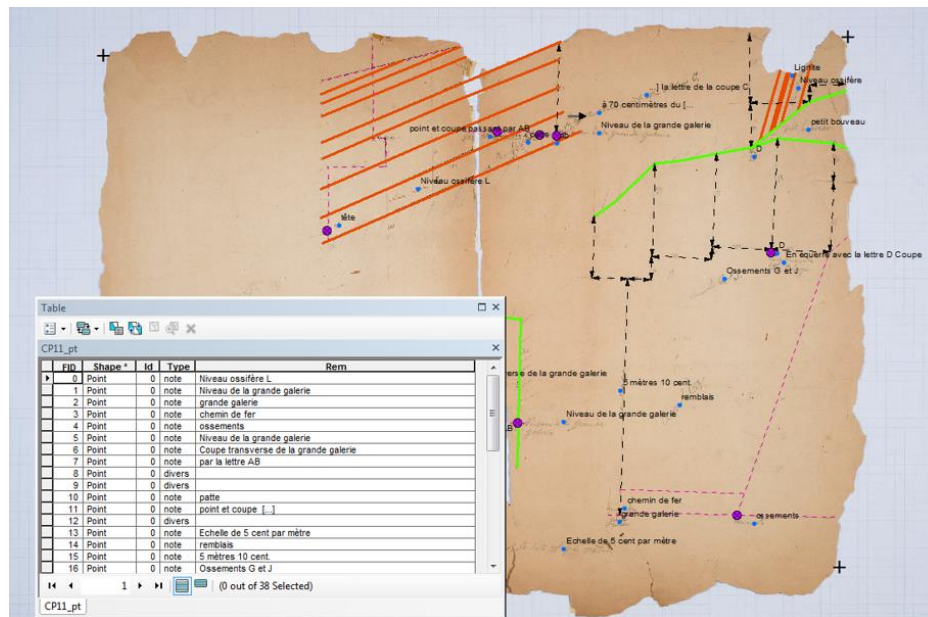 Lignite
Niveau ossifère
] la lettre de la coupe C
à 70 centimètres du [...
petit bouveau
point et coupe passant par AB
Niveau de la grande galerie
D
Niveau ossifère L
tête
D
En équerre avec la lettre D Coupe
Ossements G et J
verse de la grande galerie
5 mètres 10 cent.
remblais
Niveau de la grande galerie
AB
chemin de fer
grande galerie
ossements
Echelle de 5 cent par mètre
Table
CP11_pt
FID Shape * Id Type Rem
0 Point 0 note Niveau ossifère L
1 Point 0 note Niveau de la grande galerie
2 Point 0 note grande galerie
3 Point 0 note chemin de fer
4 Point 0 note ossements
5 Point 0 note Niveau de la grande galerie
6 Point 0 note Coupe transverse de la grande galerie
7 Point 0 note par la lettre AB
8 Point 0 divers
9 Point 0 divers
10 Point 0 note patte
11 Point 0 note point et coupe [...]
12 Point 0 divers
13 Point 0 note Echelle de 5 cent par mètre
14 Point 0 note remblais
15 Point 0 note 5 mètres 10 cent.
16 Point 0 note Ossements G et J
1 (0 out of 38 Selected)
CP11_pt